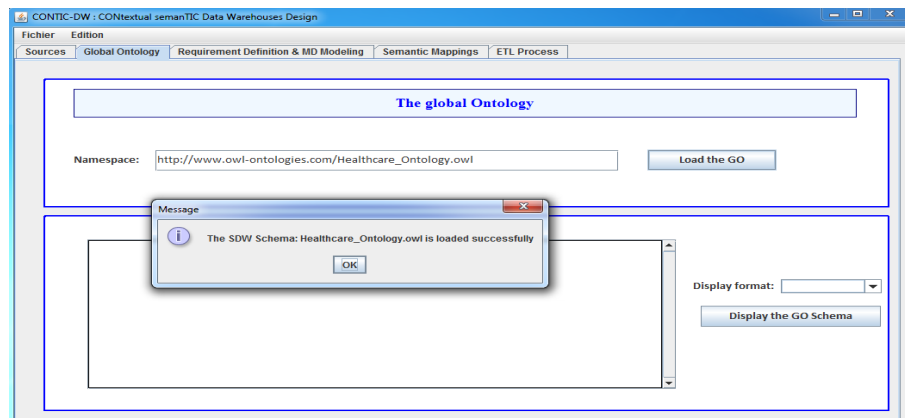 CONTIC-DW : CONtextual semanTIC Data Warehouses Design
Fichier Edition
Sources Global Ontology Requirement Definition & MD Modeling Semantic Mappings ETL Process
The global Ontology
Namespace: http://www.owl-ontologies.com/Healthcare_Ontology.owl Load the GO
Message
The SDW Schema: Healthcare_Ontology.owl is loaded successfully
OK
Display format:
Display the GO Schema